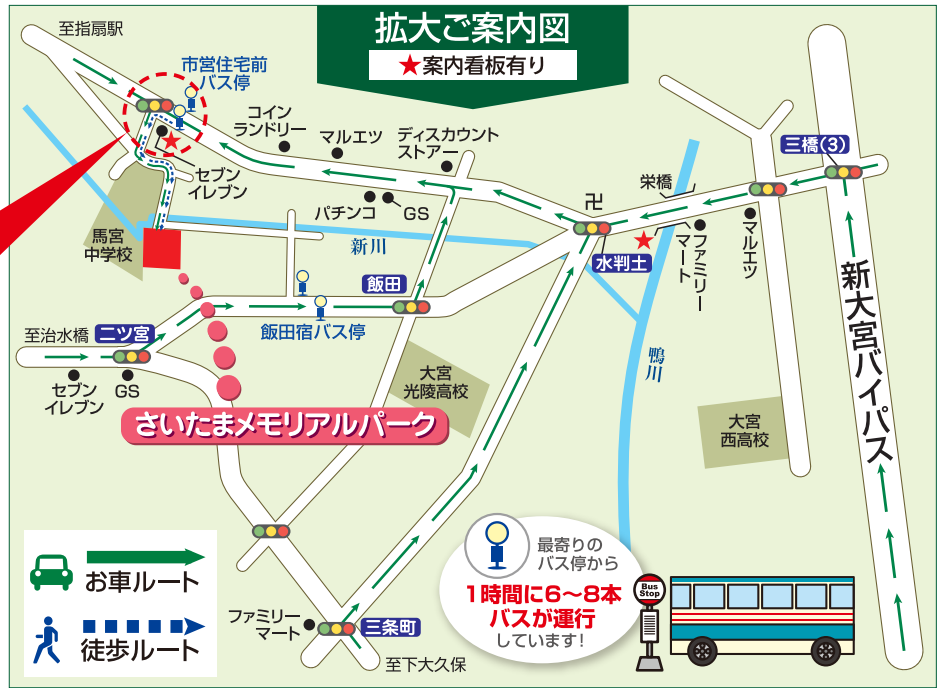 拡大ご案内図
★案内看板有り
至指扇駅
市営住宅前
バス停
コイン
ランドリー
マルエツ
ディスカウント
ストアー
三橋(3)
セブン
イレブン
パチンコ
GS
卍
栄橋
馬宮
中学校
新川
水判土
ファミリー
マート
マルエツ
飯田
飯田宿バス停
新大宮バイパス
至治水橋
二ツ宮
セブン
イレブン
GS
大宮
光陵高校
鴨川
さいたまメモリアルパーク
大宮
西高校
お車ルート
徒歩ルート
ファミリー
マート
三条町
至下大久保
最寄りの
バス停から
1時間に6〜8本
バスが運行
しています!
Bus
Stop